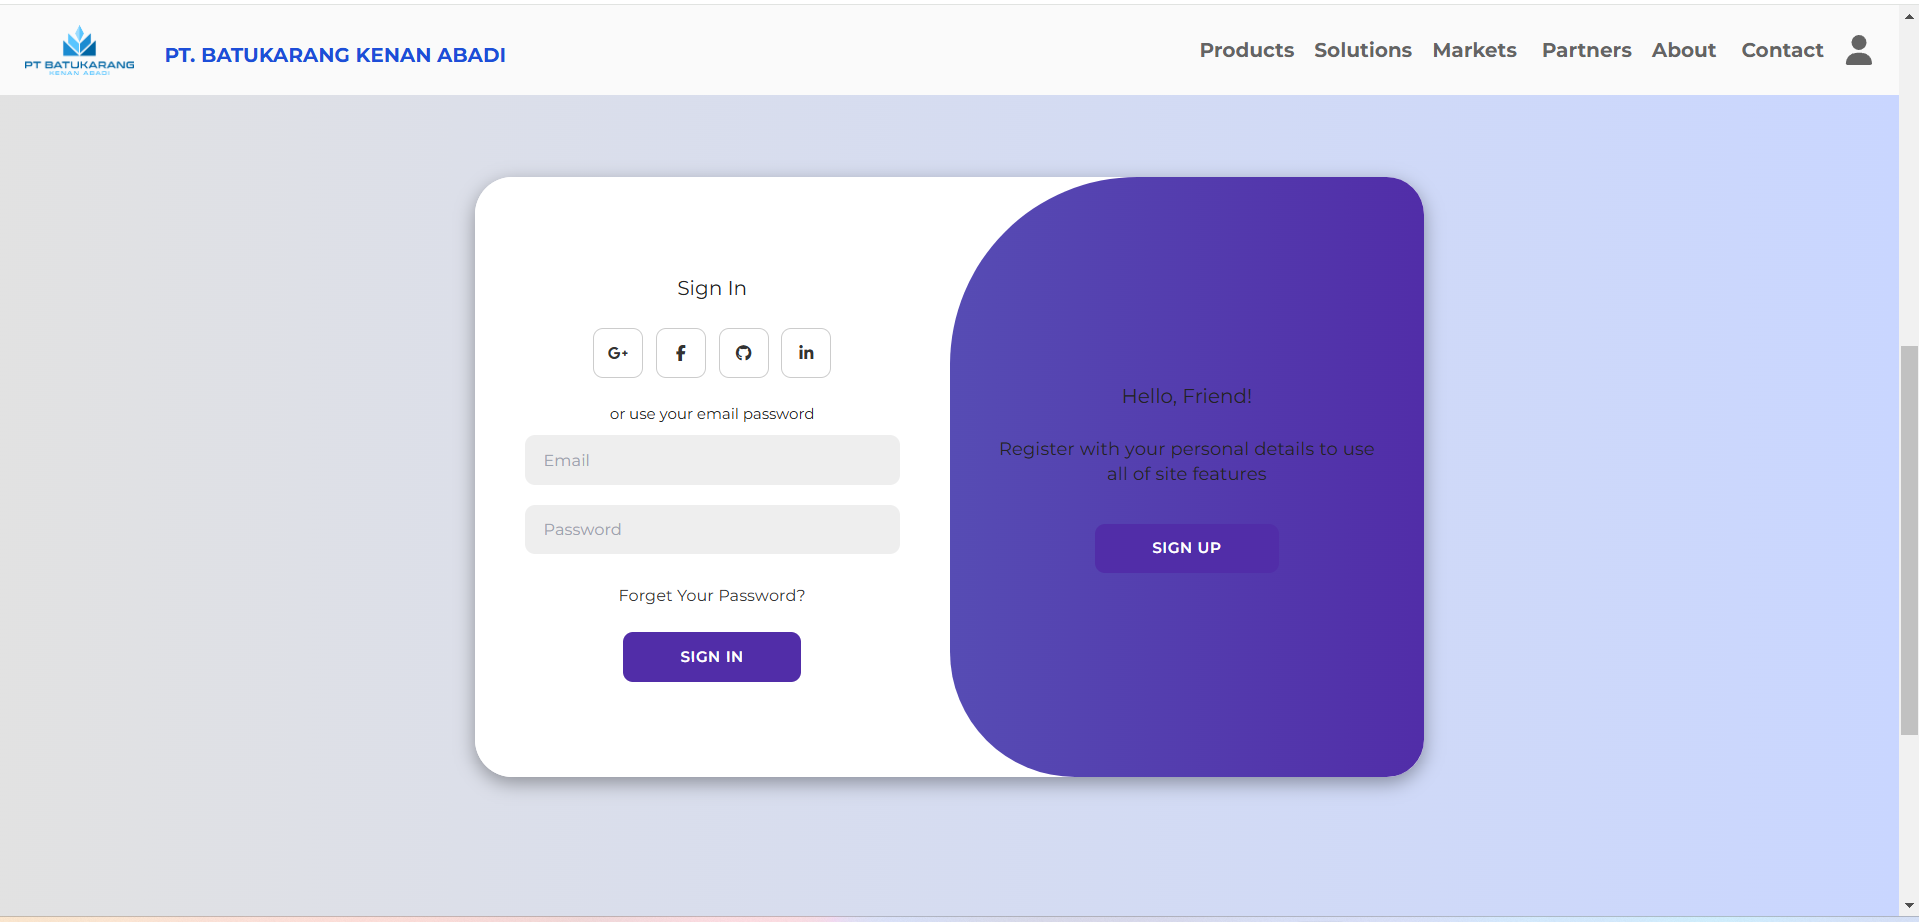 PT BATUKARANG
KENAN ABADI
PT. BATUKARANG KENAN ABADI
Products Solutions Markets Partners About Contact
Sign In
G+ f in
or use your email password
Email
Password
Forget Your Password?
SIGN IN
Hello, Friend!
Register with your personal details to use
all of site features
SIGN UP